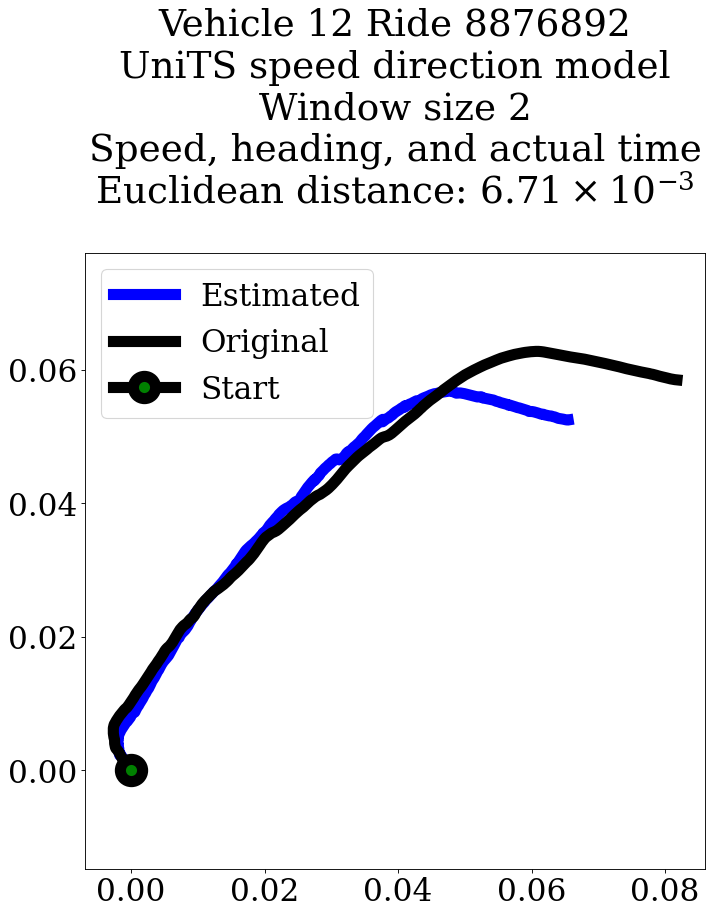 Vehicle 12 Ride 8876892
UniTS speed direction model
Window size 2
Speed, heading, and actual time
Euclidean distance: 6.71 × 10⁻³
Estimated
Original
Start
0.06
0.04
0.02
0.00
0.00 0.02 0.04 0.06 0.08